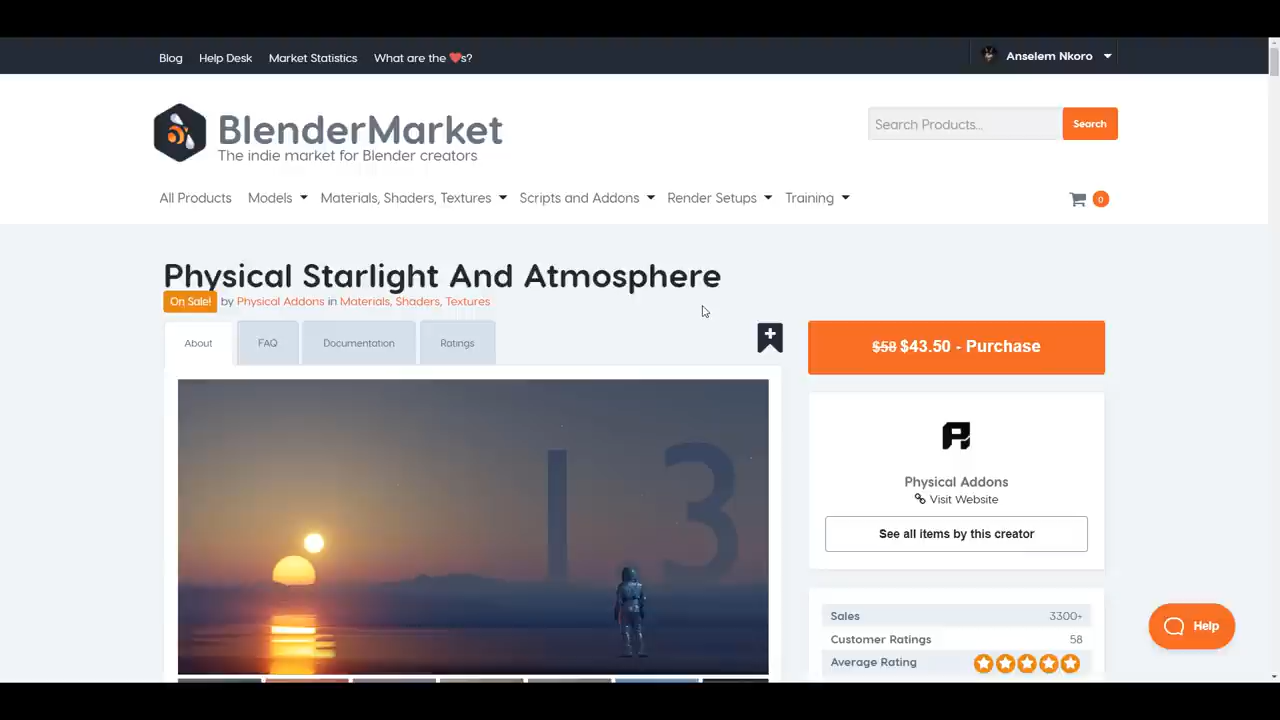 Blog Help Desk Market Statistics What are the ❤s? Anselem Nkoro
BlenderMarket
The indie market for Blender creators
Search Products... Search
All Products Models Materials, Shaders, Textures Scripts and Addons Render Setups Training 0
Physical Starlight And Atmosphere
On Sale! by Physical Addons in Materials, Shaders, Textures
About FAQ Documentation Ratings
$58 $43.50 - Purchase
13
Physical Addons
Visit Website
See all items by this creator
Sales 3300+
Customer Ratings 58
Average Rating
Help